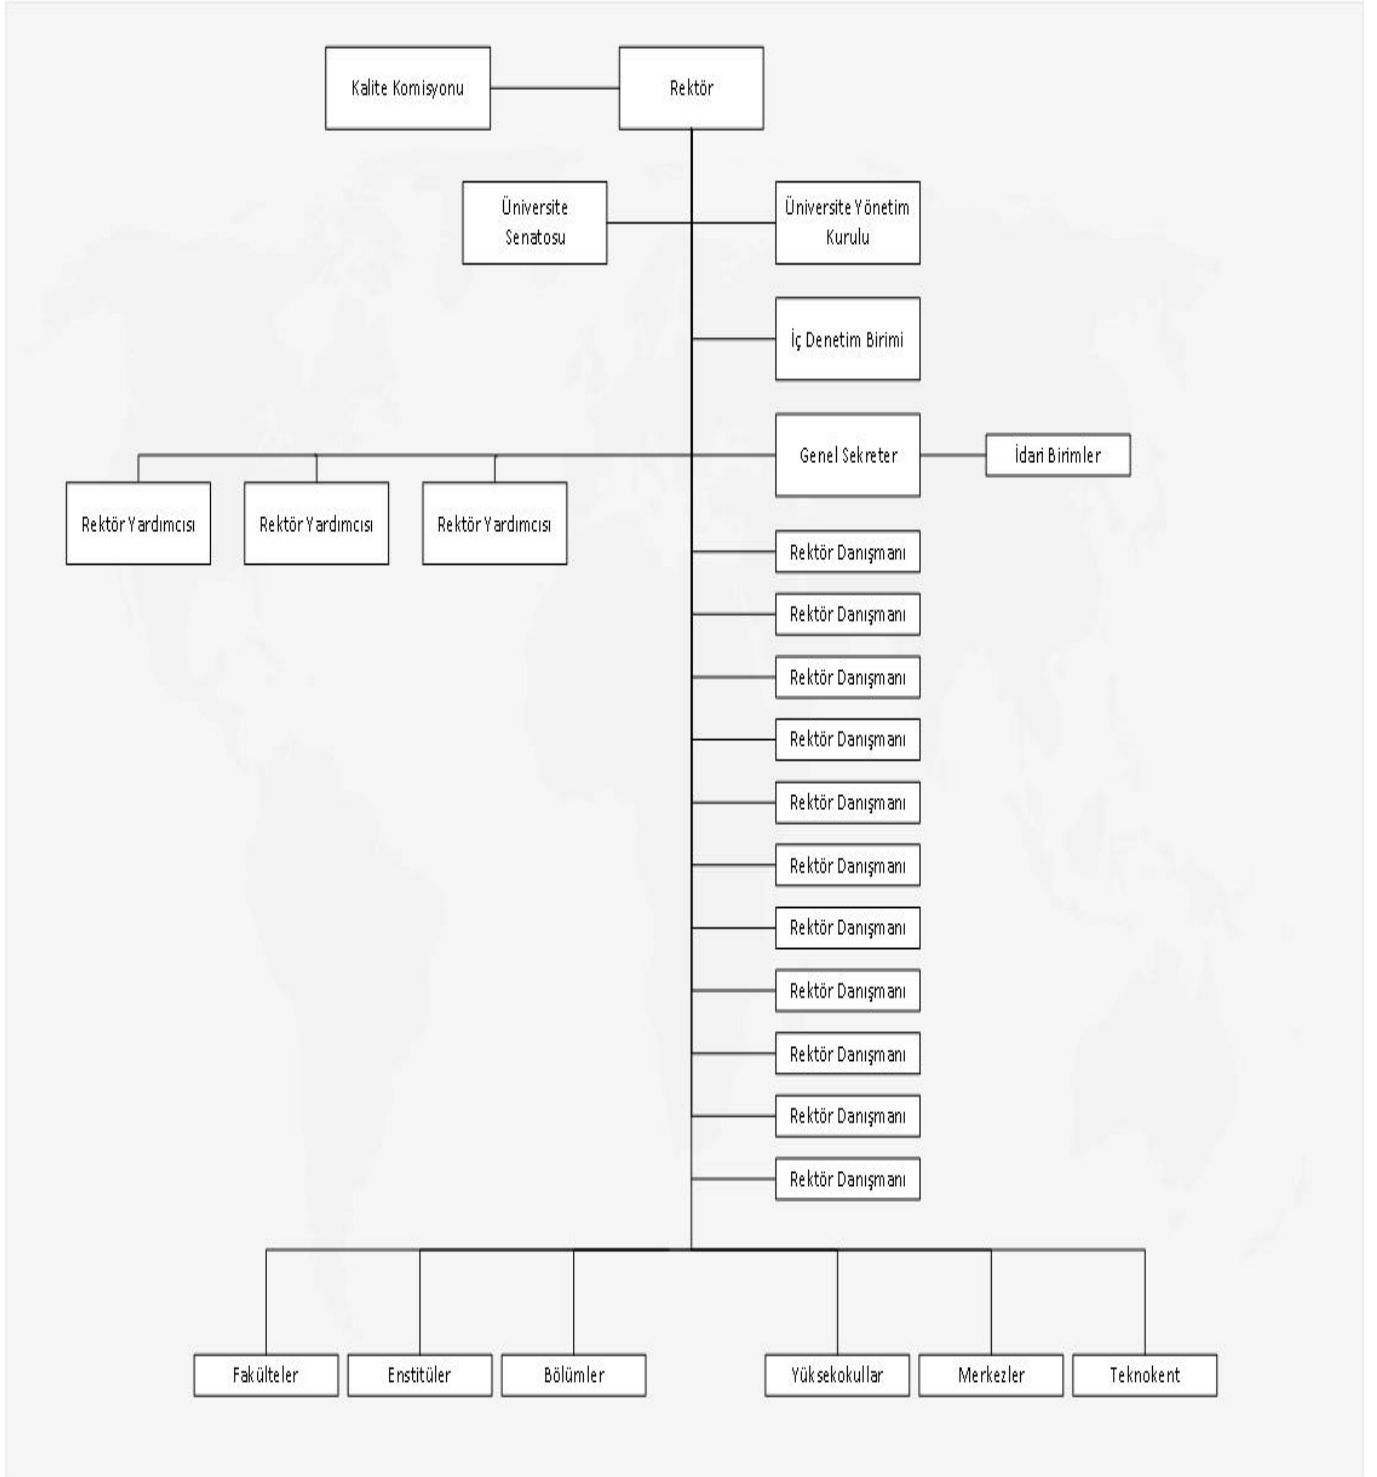 Kalite Komisyonu
Rektör
Üniversite
Senatosu
Üniversite Yönetim
Kurulu
İç Denetim Birimi
Genel Sekreter
İdari Birimler
Rektör Yardımcısı
Rektör Yardımcısı
Rektör Yardımcısı
Rektör Danışmanı
Rektör Danışmanı
Rektör Danışmanı
Rektör Danışmanı
Rektör Danışmanı
Rektör Danışmanı
Rektör Danışmanı
Rektör Danışmanı
Rektör Danışmanı
Rektör Danışmanı
Rektör Danışmanı
Fakülteler
Enstitüler
Bölümler
Yüksekokullar
Merkezler
Teknokent